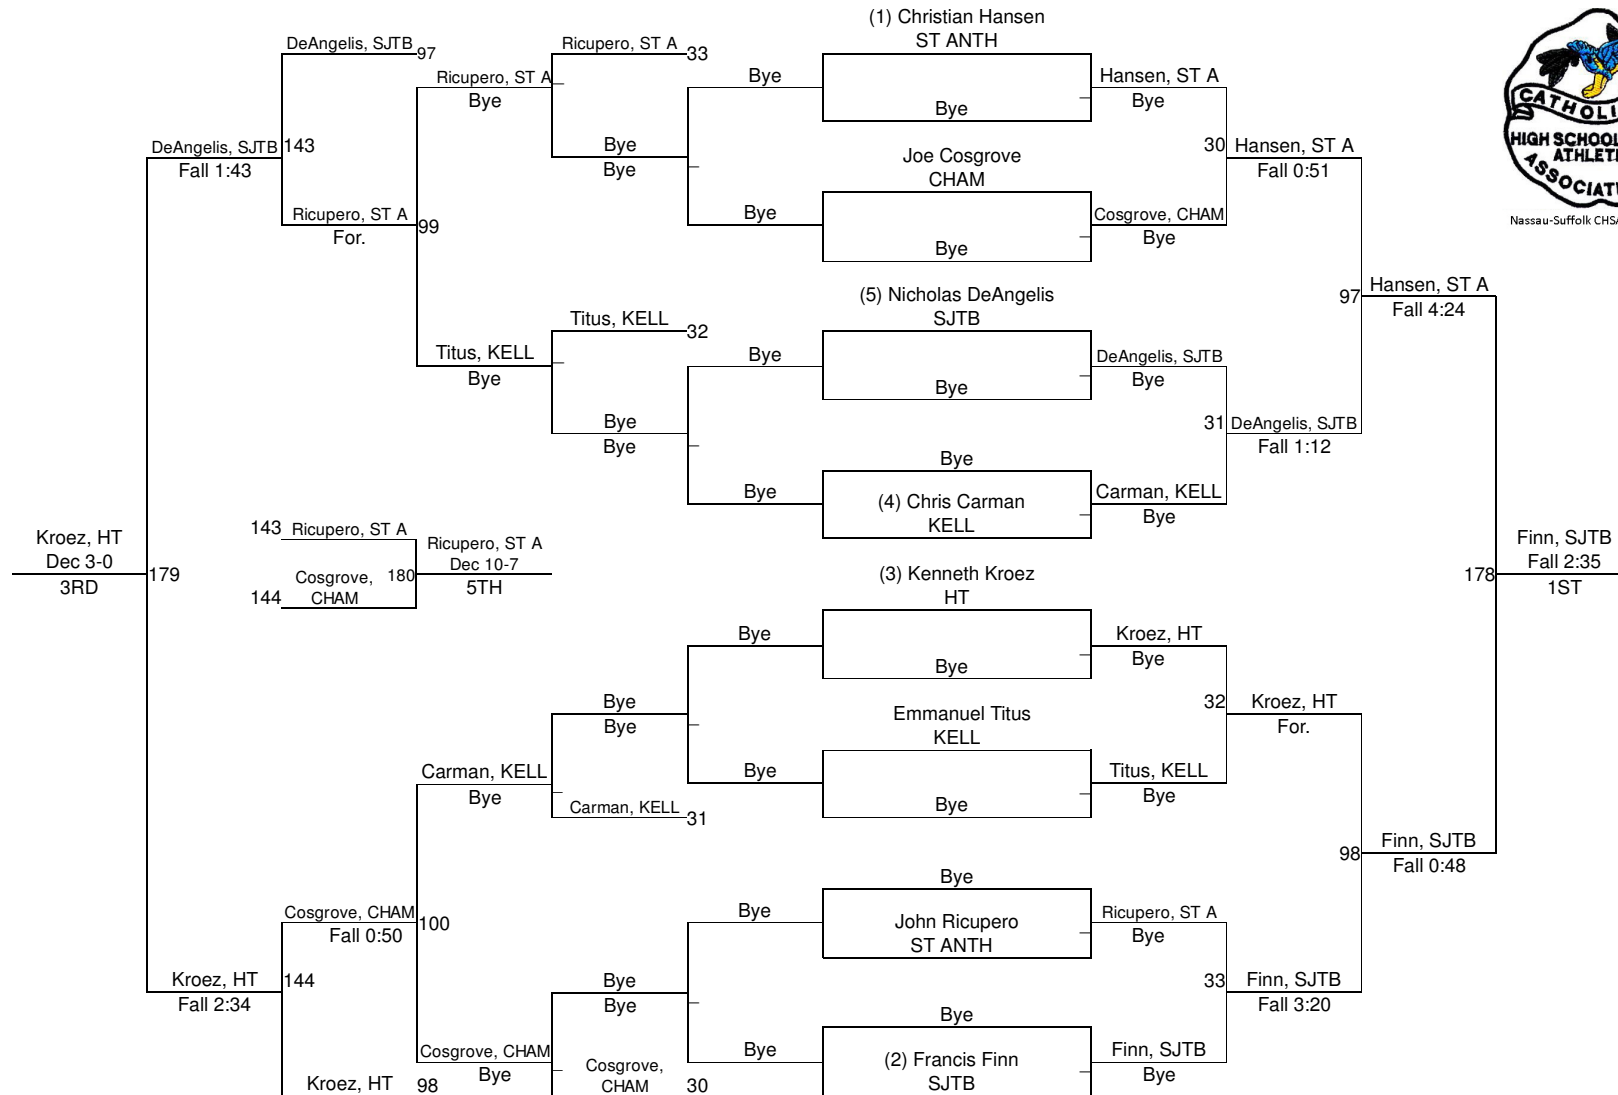 (1) Christian Hansen
ST ANTH
DeAngelis, SJTB 97
Ricupero, ST A 33
Ricupero, ST A
Bye
Bye
Bye
Hansen, ST A
Bye
CATHOLI
HIGH SCHOOL
ATHLET
ASSOCIAT
Nassau-Suffolk CHSA
DeAngelis, SJTB 143
Fall 1:43
Bye
Bye
Joe Cosgrove
CHAM
30 Hansen, ST A
Fall 0:51
Ricupero, ST A 99
For.
Bye
Bye
Cosgrove, CHAM
Bye
(5) Nicholas DeAngelis
SJTB
97 Hansen, ST A
Fall 4:24
Titus, KELL 32
Titus, KELL
Bye
Bye
Bye
DeAngelis, SJTB
Bye
Bye
Bye
31 DeAngelis, SJTB
Fall 1:12
Bye
Bye
(4) Chris Carman
KELL
Carman, KELL
Bye
Kroez, HT
Dec 3-0
3RD
179
143 Ricupero, ST A
144 Cosgrove,
CHAM
180
Ricupero, ST A
Dec 10-7
5TH
178
Finn, SJTB
Fall 2:35
1ST
(3) Kenneth Kroez
HT
Bye
Bye
Kroez, HT
Bye
Bye
Bye
Emmanuel Titus
KELL
32 Kroez, HT
For.
Carman, KELL
Bye
Carman, KELL 31
Bye
Bye
Titus, KELL
Bye
98 Finn, SJTB
Fall 0:48
Bye
Cosgrove, CHAM 100
Fall 0:50
Bye
John Ricupero
ST ANTH
Ricupero, ST A
Bye
Kroez, HT 144
Fall 2:34
Bye
Bye
33 Finn, SJTB
Fall 3:20
Bye
Cosgrove, CHAM
Bye
Bye
(2) Francis Finn
SJTB
Finn, SJTB
Bye
Kroez, HT 98
Cosgrove,
CHAM 30